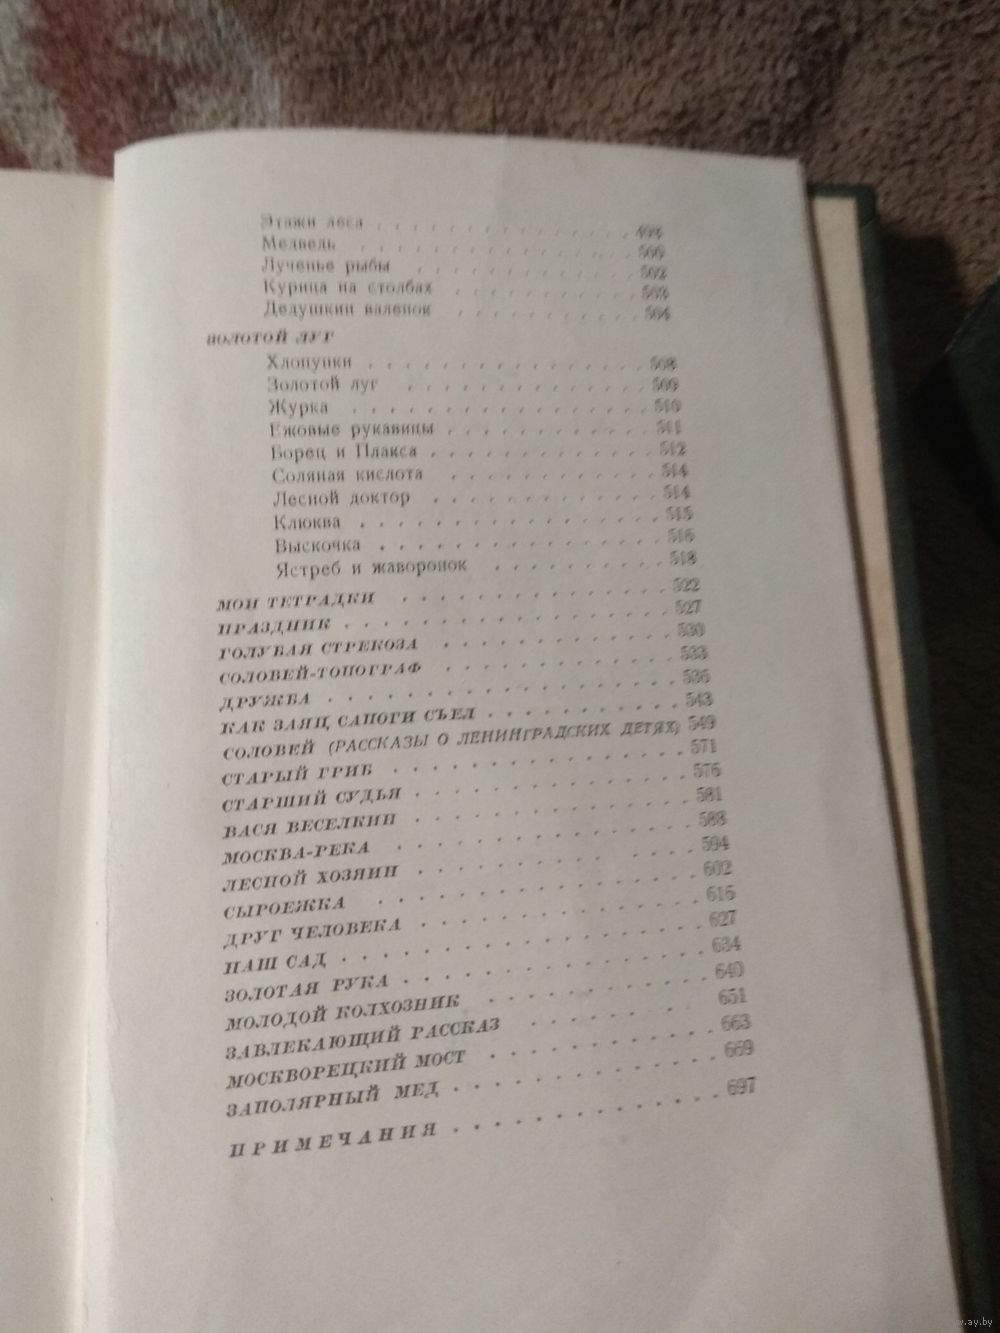 Этажи леса . . . . . . . . . . . 498
Медведь . . . . . . . . . . . 500
Лученье рыбы . . . . . . . . . . 502
Курица на столбах . . . . . . . . . 503
Дедушкин валенок . . . . . . . . . 504
ЗОЛОТОЙ ЛУГ
Хлопунки . . . . . . . . . . . . 508
Золотой луг . . . . . . . . . . . 509
Журка . . . . . . . . . . . . . 510
Ежовые рукавицы . . . . . . . . . 511
Борец и Плакса . . . . . . . . . . 512
Соляная кислота . . . . . . . . . 514
Лесной доктор . . . . . . . . . . 514
Клюква . . . . . . . . . . . . . 515
Выскочка . . . . . . . . . . . . 516
Ястреб и жаворонок . . . . . . . . 518
МОИ ТЕТРАДКИ . . . . . . . . . . . 522
ПРАЗДНИК . . . . . . . . . . . . . 527
ГОЛУБАЯ СТРЕКОЗА . . . . . . . . . . 530
СОЛОВЕЙ-ТОПОГРАФ . . . . . . . . . . 533
ДРУЖБА . . . . . . . . . . . . . . 536
КАК ЗАЯЦ САПОГИ СЪЕЛ . . . . . . . . 543
СОЛОВЕЙ (РАССКАЗЫ О ЛЕНИНГРАДСКИХ ДЕТЯХ) 549
СТАРЫЙ ГРИБ . . . . . . . . . . . . 571
СТАРШИЙ СУДЬЯ . . . . . . . . . . . 576
ВАСЯ ВЕСЕЛКИН . . . . . . . . . . . 581
МОСКВА-РЕКА . . . . . . . . . . . . 588
ЛЕСНОЙ ХОЗЯИН . . . . . . . . . . . 594
СЫРОЕЖКА . . . . . . . . . . . . . 602
ДРУГ ЧЕЛОВЕКА . . . . . . . . . . . 616
НАШ САД . . . . . . . . . . . . . . 627
ЗОЛОТАЯ РУКА . . . . . . . . . . . . 634
МОЛОДОЙ КОЛХОЗНИК . . . . . . . . . 640
ЗАВЛЕКАЮЩИЙ РАССКАЗ . . . . . . . . 651
МОСКВОРЕЦКИЙ МОСТ . . . . . . . . . 663
ЗАПОЛЯРНЫЙ МЕД . . . . . . . . . . . 669
ПРИМЕЧАНИЯ . . . . . . . . . . . . 697